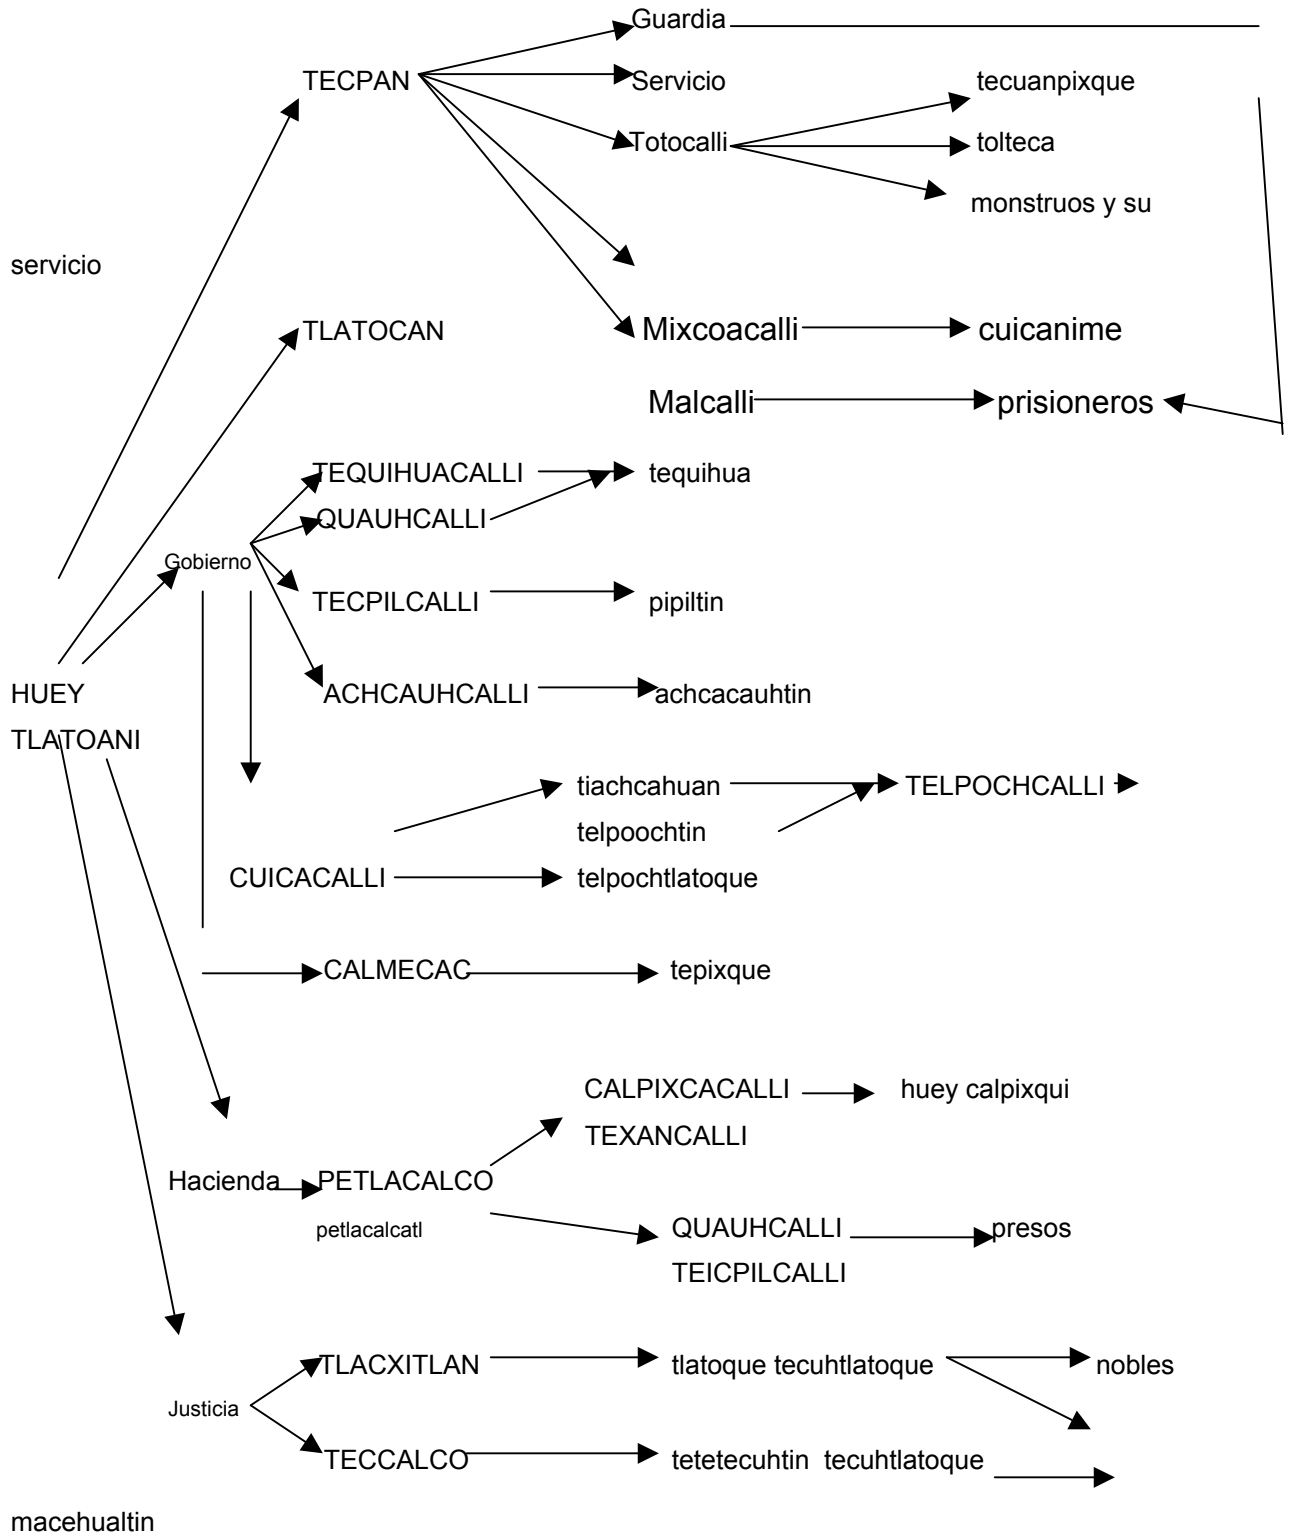 Guardia
TECPAN Servicio tecuanpixque
Totocalli tolteca
monstruos y su
servicio
TLATOCAN Mixcoacalli cuicanime
Malcalli prisioneros
TEQUIHUACALLI tequihua
QUAUHCALLI
Gobierno
TECPILCALLI pipiltin
HUEY ACHCAUHCALLI achcacauhtin
TLATOANI
tiachcahuan TELPOCHCALLI
telpoochtin
CUICACALLI telpochtlatoque
CALMECAC tepixque
CALPIXCACALLI huey calpixqui
TEXANCALLI
Hacienda PETLACALCO
petlacalcatl QUAUHCALLI presos
TEICPILCALLI
TLACXITLAN tlatoque tecuhtlatoque nobles
Justicia
TECCALCO tetetecuhtin tecuhtlatoque
macehualtin